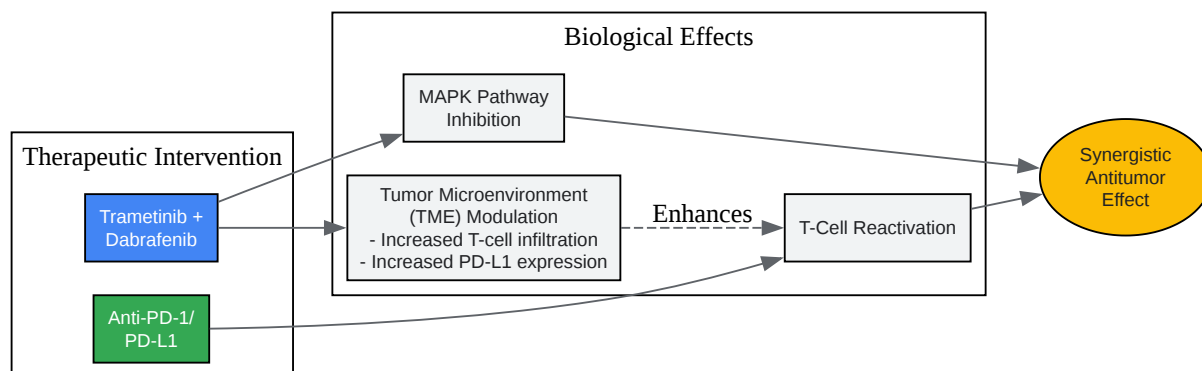 Biological Effects
MAPK Pathway
Inhibition
Therapeutic Intervention
Trametinib +
Dabrafenib
Tumor Microenvironment
(TME) Modulation
- Increased T-cell infiltration
- Increased PD-L1 expression
Enhances
T-Cell Reactivation
Synergistic
Antitumor
Effect
Anti-PD-1/
PD-L1